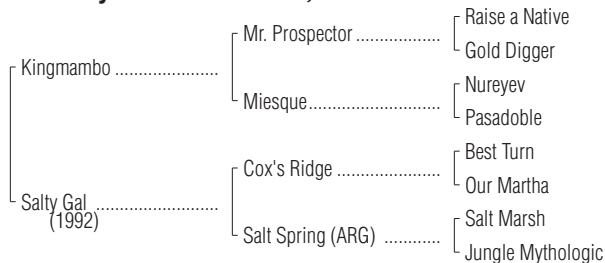 Raise a Native
Mr. Prospector ....................
Gold Digger
Kingmambo ........................
Nureyev
Miesque................................
Pasadoble
Best Turn
Cox's Ridge .........................
Our Martha
Salty Gal .............................
(1992)
Salt Marsh
Salt Spring (ARG) .............
Jungle Mythologic